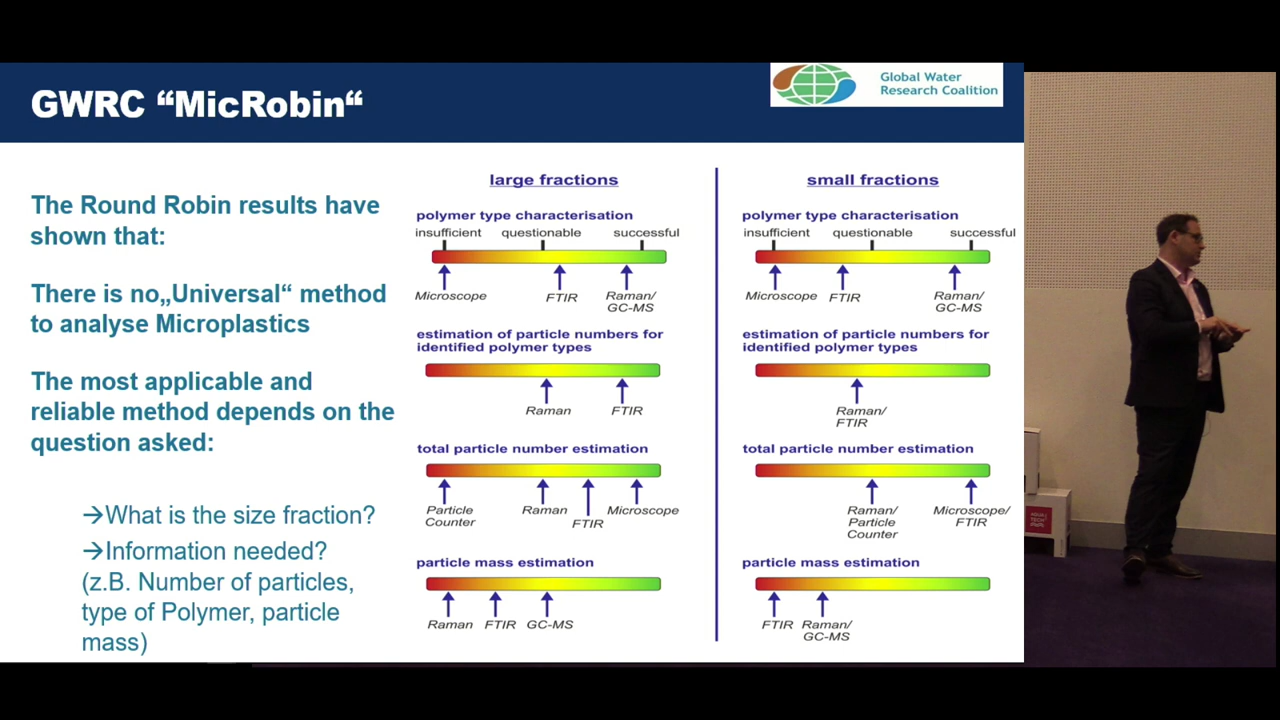 GWRC “MicRobin“
Global Water
Research Coalition
The Round Robin results have
shown that:
There is no„Universal“ method
to analyse Microplastics
The most applicable and
reliable method depends on the
question asked:
→What is the size fraction?
→Information needed?
(z.B. Number of particles,
type of Polymer, particle
mass)
large fractions
polymer type characterisation
insufficient questionable successful
Microscope FTIR Raman/
GC-MS
estimation of particle numbers for
identified polymer types
Raman FTIR
total particle number estimation
Particle
Counter
Raman
FTIR
Microscope
particle mass estimation
Raman FTIR GC-MS
small fractions
polymer type characterisation
insufficient questionable successful
Microscope FTIR Raman/
GC-MS
estimation of particle numbers for
identified polymer types
Raman/
FTIR
total particle number estimation
Raman/
Particle
Counter
Microscope/
FTIR
particle mass estimation
FTIR Raman/
GC-MS